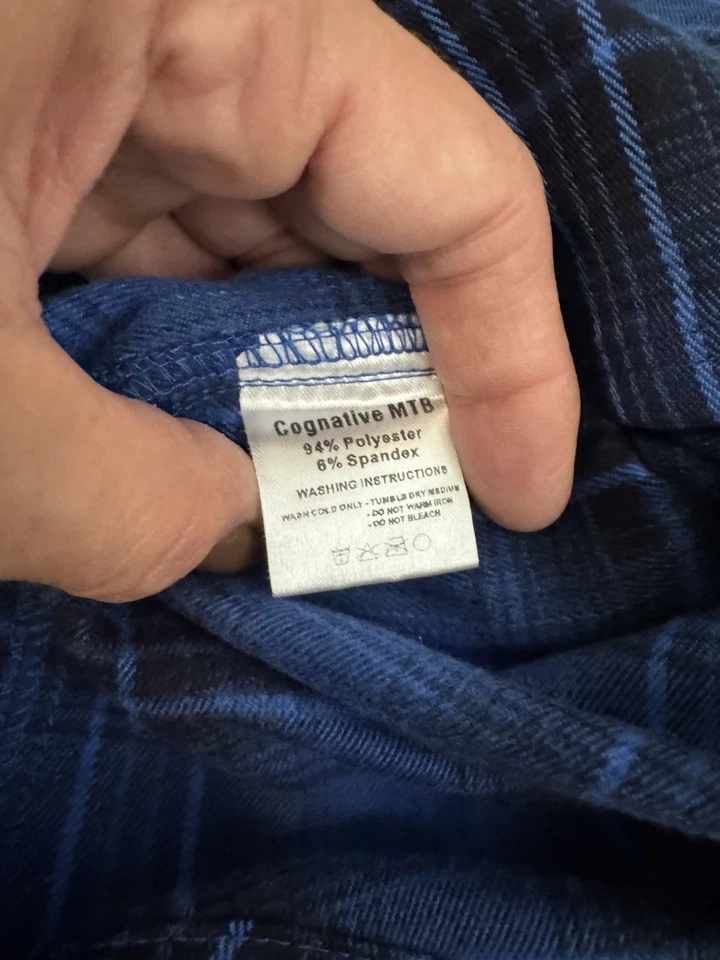 Cognative MTB
94% Polyester
6% Spandex
WASHING INSTRUCTIONS
WASH COLD ONLY - TUMBLE DRY MEDIUM
- DO NOT WARM IRON
- DO NOT BLEACH